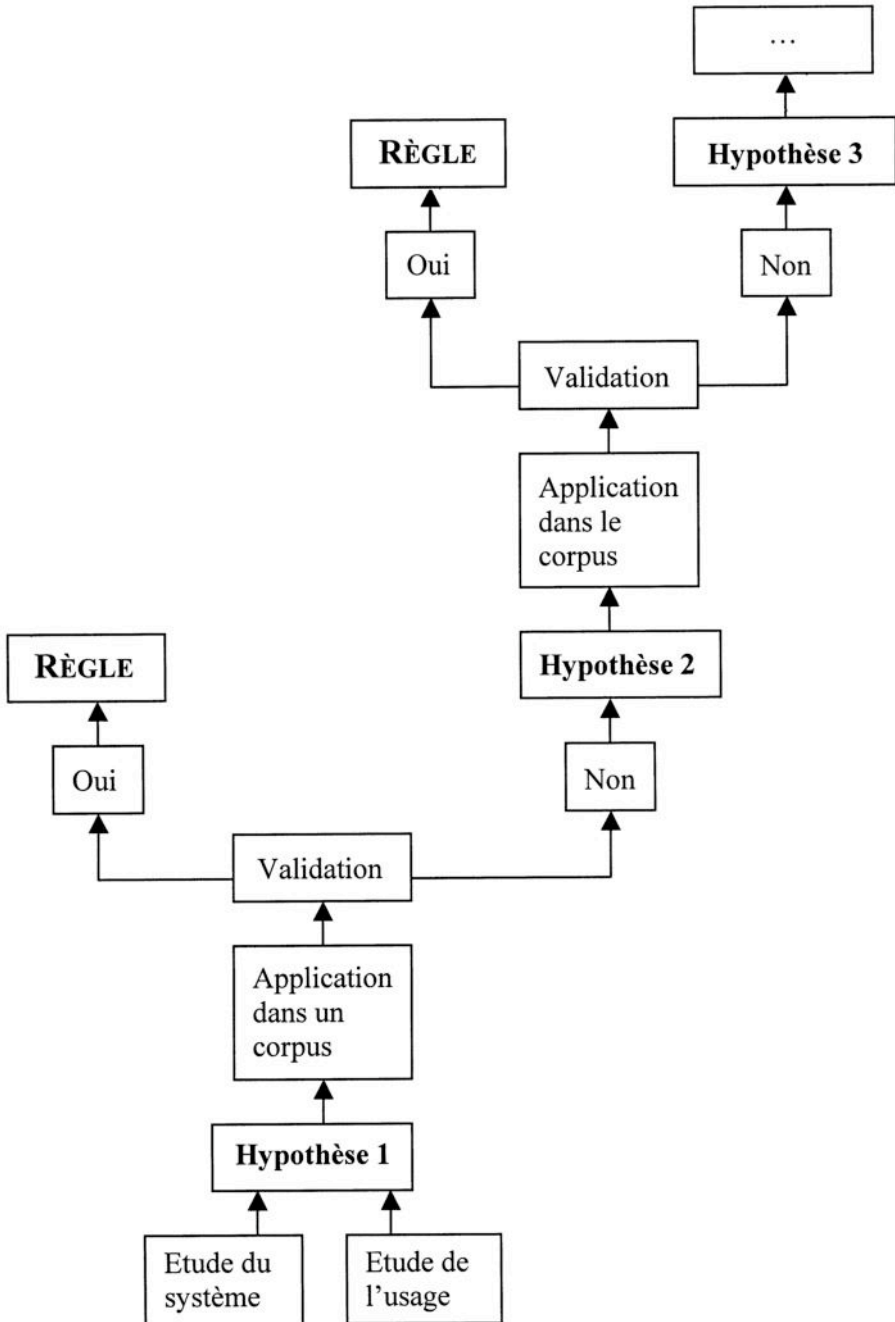 …
RÈGLE
Hypothèse 3
Oui
Non
Validation
Application
dans le
corpus
RÈGLE
Hypothèse 2
Oui
Non
Validation
Application
dans un
corpus
Hypothèse 1
Etude du
système
Etude de
l’usage